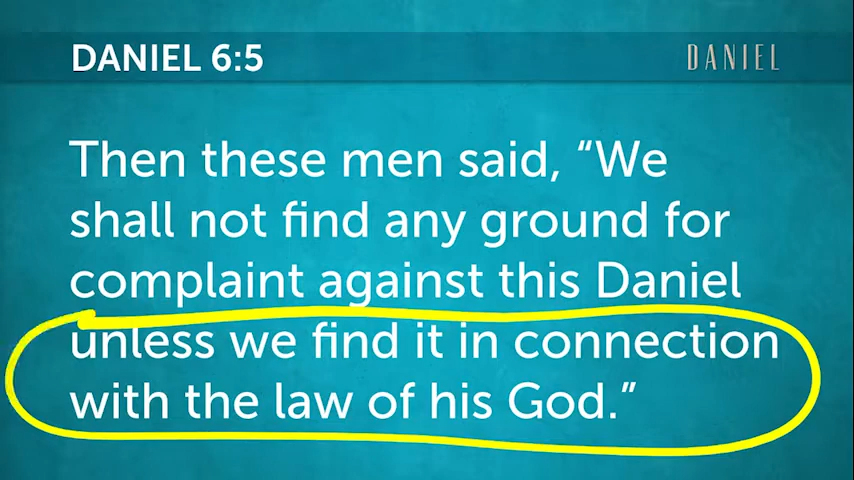 DANIEL 6:5
DANIEL
Then these men said, “We
shall not find any ground for
complaint against this Daniel
unless we find it in connection
with the law of his God.”